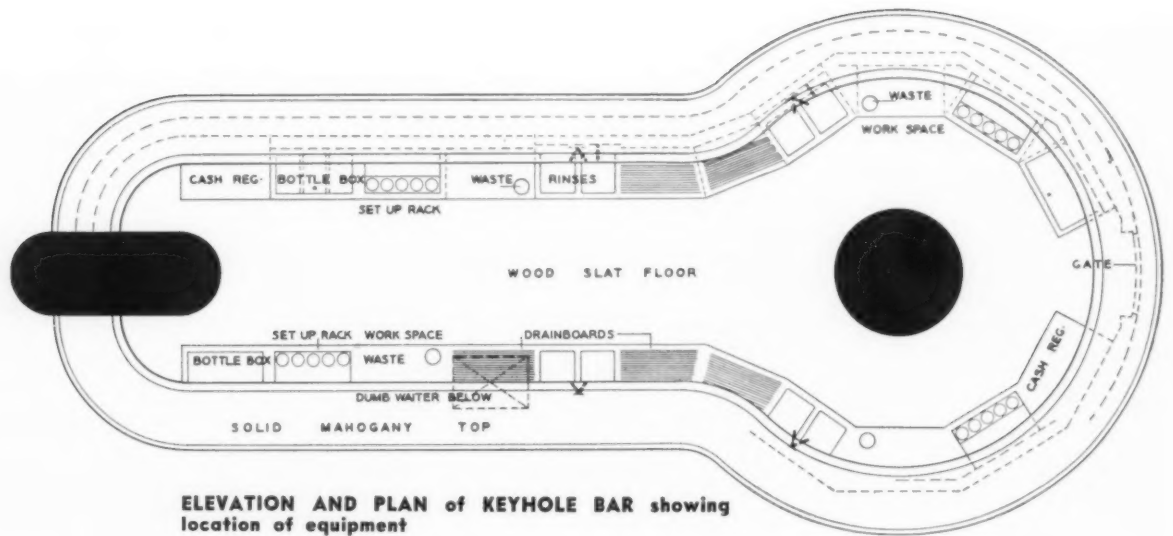 WASTE
WORK SPACE
CASH REG. BOTTLE BOX WASTE RINSES
SET UP RACK
WOOD SLAT FLOOR
GATE
SET UP RACK WORK SPACE DRAINBOARDS
BOTTLE BOX WASTE
CASH REG.
DUMB WAITER BELOW
SOLID MAHOGANY TOP
ELEVATION AND PLAN of KEYHOLE BAR showing
location of equipment